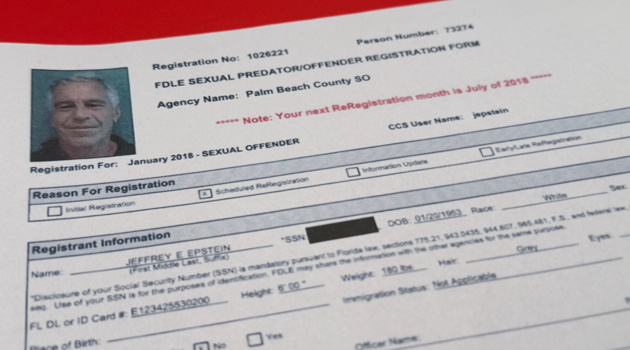 Registration No: 1026221 Person Number: 73274
FDLE SEXUAL PREDATOR/OFFENDER REGISTRATION FORM
Agency Name: Palm Beach County SO
***** Note: Your next ReRegistration month is July of 2018 *****
CCS User Name: jepstein
Registration For: January 2018 - SEXUAL OFFENDER
Reason For Registration
Initial Registration X Scheduled ReRegistration Information Update Early/Late ReRegistration
Registrant Information
Name: JEFFREY E EPSTEIN *SSN DOB: 01/20/1953 Race: White Sex:
(First Middle Last, Suffix)
*Disclosure of your Social Security Number (SSN) is mandatory pursuant to Florida law, sections 775.21, 943.0435, 944.607, 985.481, F.S., and federal law,
seq. Use of your SSN is for the purposes of identification, FDLE may share the information with the other agencies for the same purpose.
FL DL or ID Card #: E123425530200 Height: 6' 00 " Weight: 180 lbs Hair: Grey Eyes:
Immigration Status: Not Applicable
Place of Birth: No Yes
Officer Name: